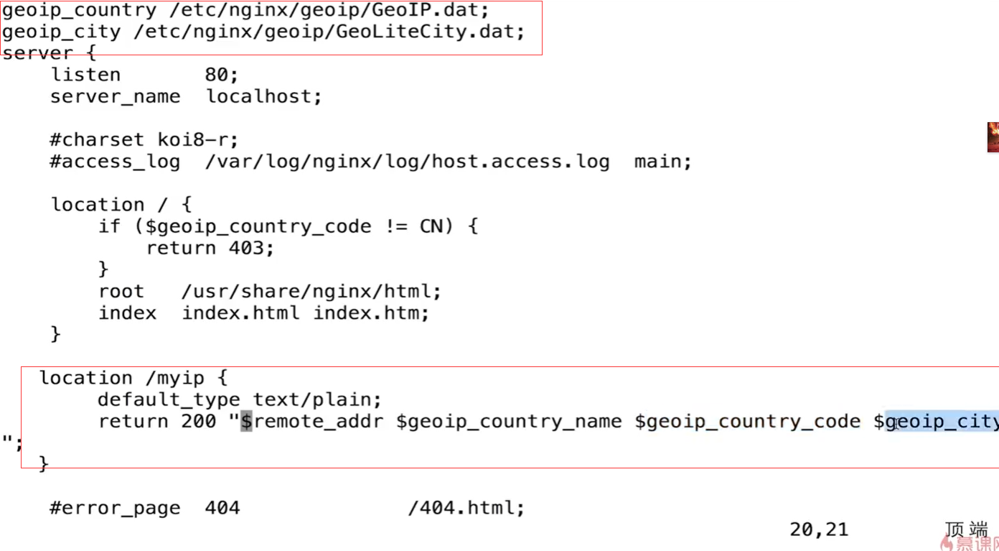 geoip_country /etc/nginx/geoip/GeoIP.dat;
geoip_city /etc/nginx/geoip/GeoLiteCity.dat;
server {
    listen       80;
    server_name  localhost;

    #charset koi8-r;
    #access_log  /var/log/nginx/log/host.access.log  main;

    location / {
        if ($geoip_country_code != CN) {
            return 403;
        }
        root   /usr/share/nginx/html;
        index  index.html index.htm;
    }

   location /myip {
        default_type text/plain;
        return 200 "$remote_addr $geoip_country_name $geoip_country_code $geoip_city
";
   }

    #error_page  404              /404.html;
20,21 顶端
慕课网